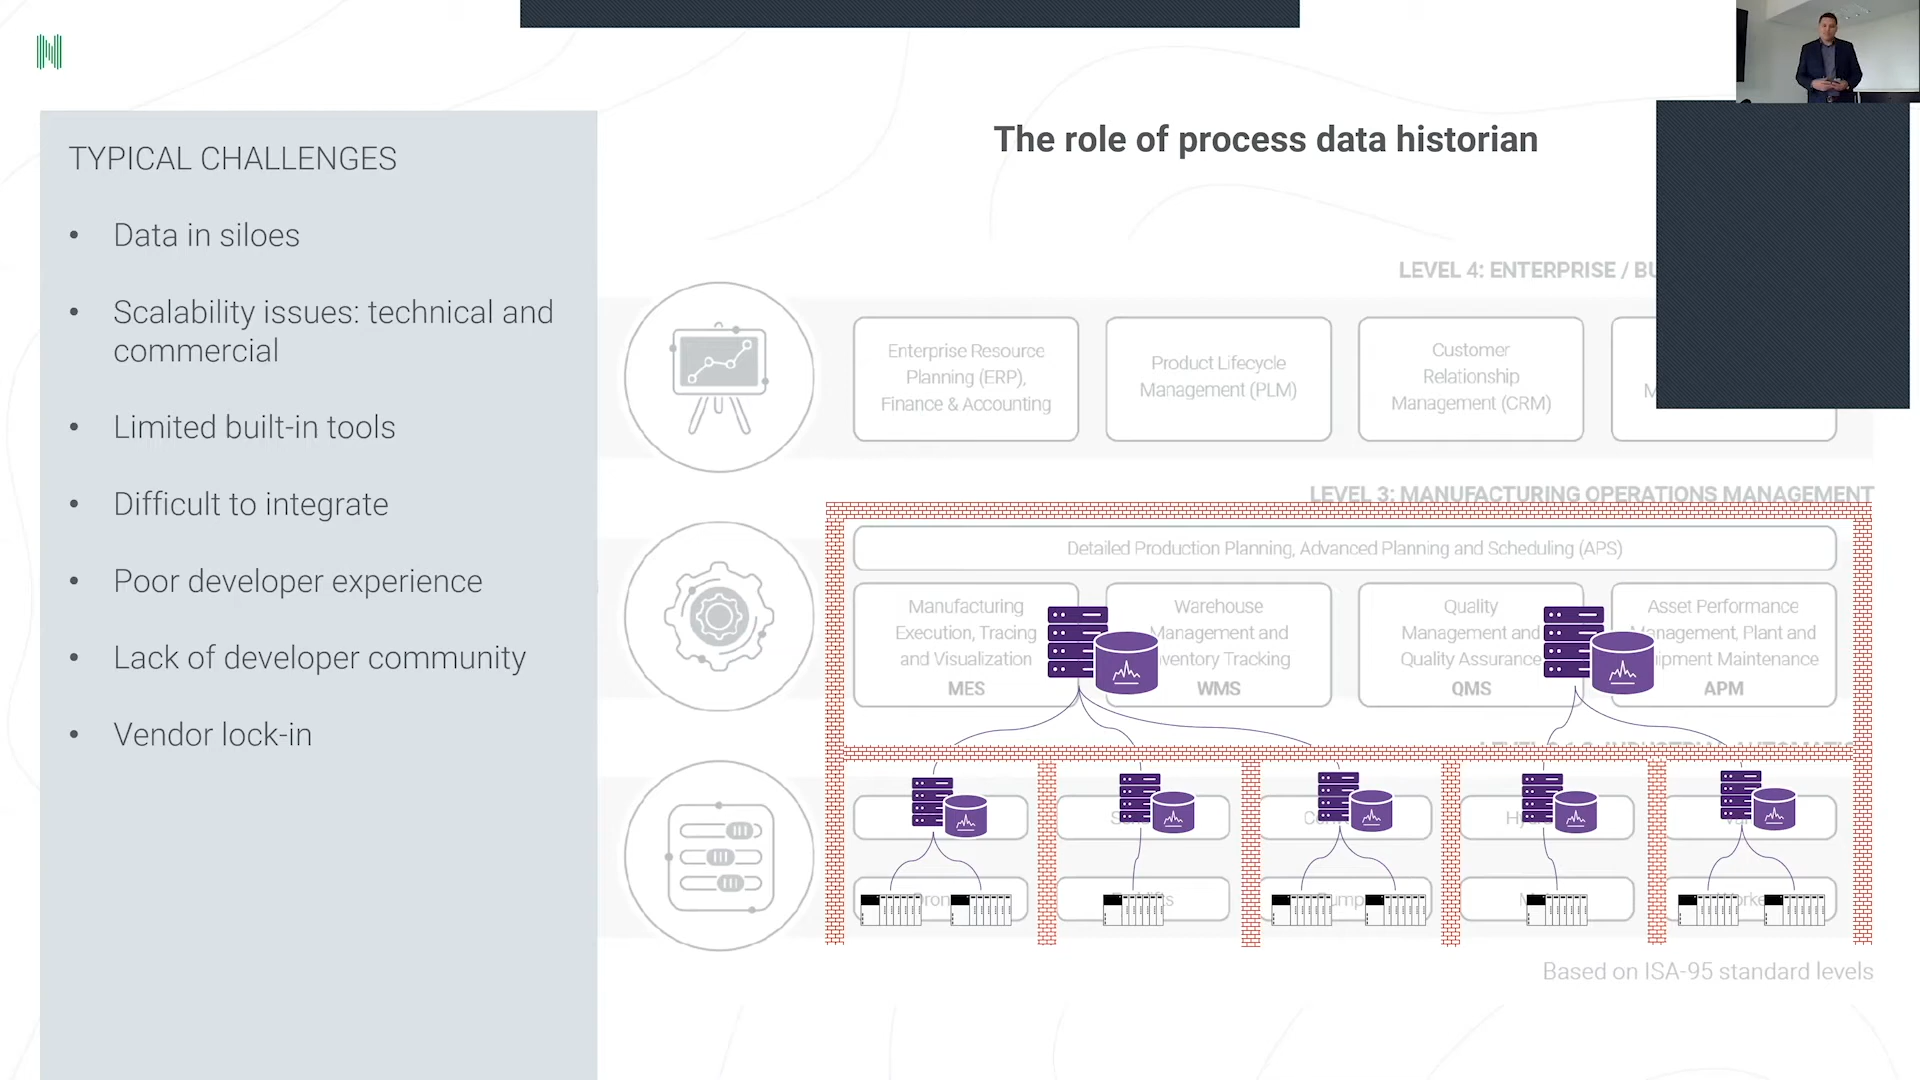 TYPICAL CHALLENGES
• Data in siloes
• Scalability issues: technical and
commercial
• Limited built-in tools
• Difficult to integrate
• Poor developer experience
• Lack of developer community
• Vendor lock-in
The role of process data historian
LEVEL 4: ENTERPRISE /
Enterprise Resource
Planning (ERP),
Finance & Accounting
Product Lifecycle
Management (PLM)
Customer
Relationship
Management (CRM)
LEVEL 3: MANUFACTURING OPERATIONS MANAGEMENT
Detailed Production Planning, Advanced Planning and Scheduling (APS)
Manufacturing
Execution, Tracing
and Visualization
MES
Warehouse
Management and
Tracking
WMS
Quality
Management and
Quality Assurance
QMS
Asset Performance
Management, Plant and
Maintenance
APM
Based on ISA-95 standard levels